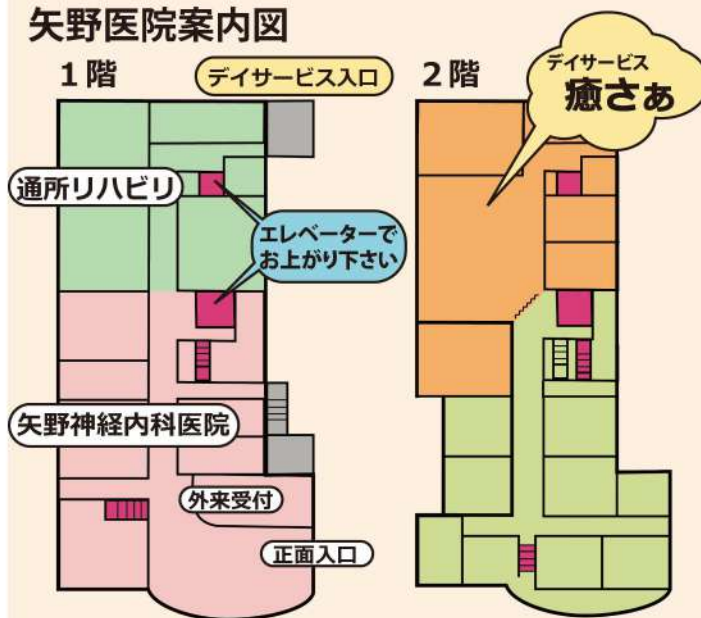 矢野医院案内図
1階
デイサービス入口
2階
デイサービス
癒さぁ
通所リハビリ
エレベーターで
お上がり下さい
矢野神経内科医院
外来受付
正面入口